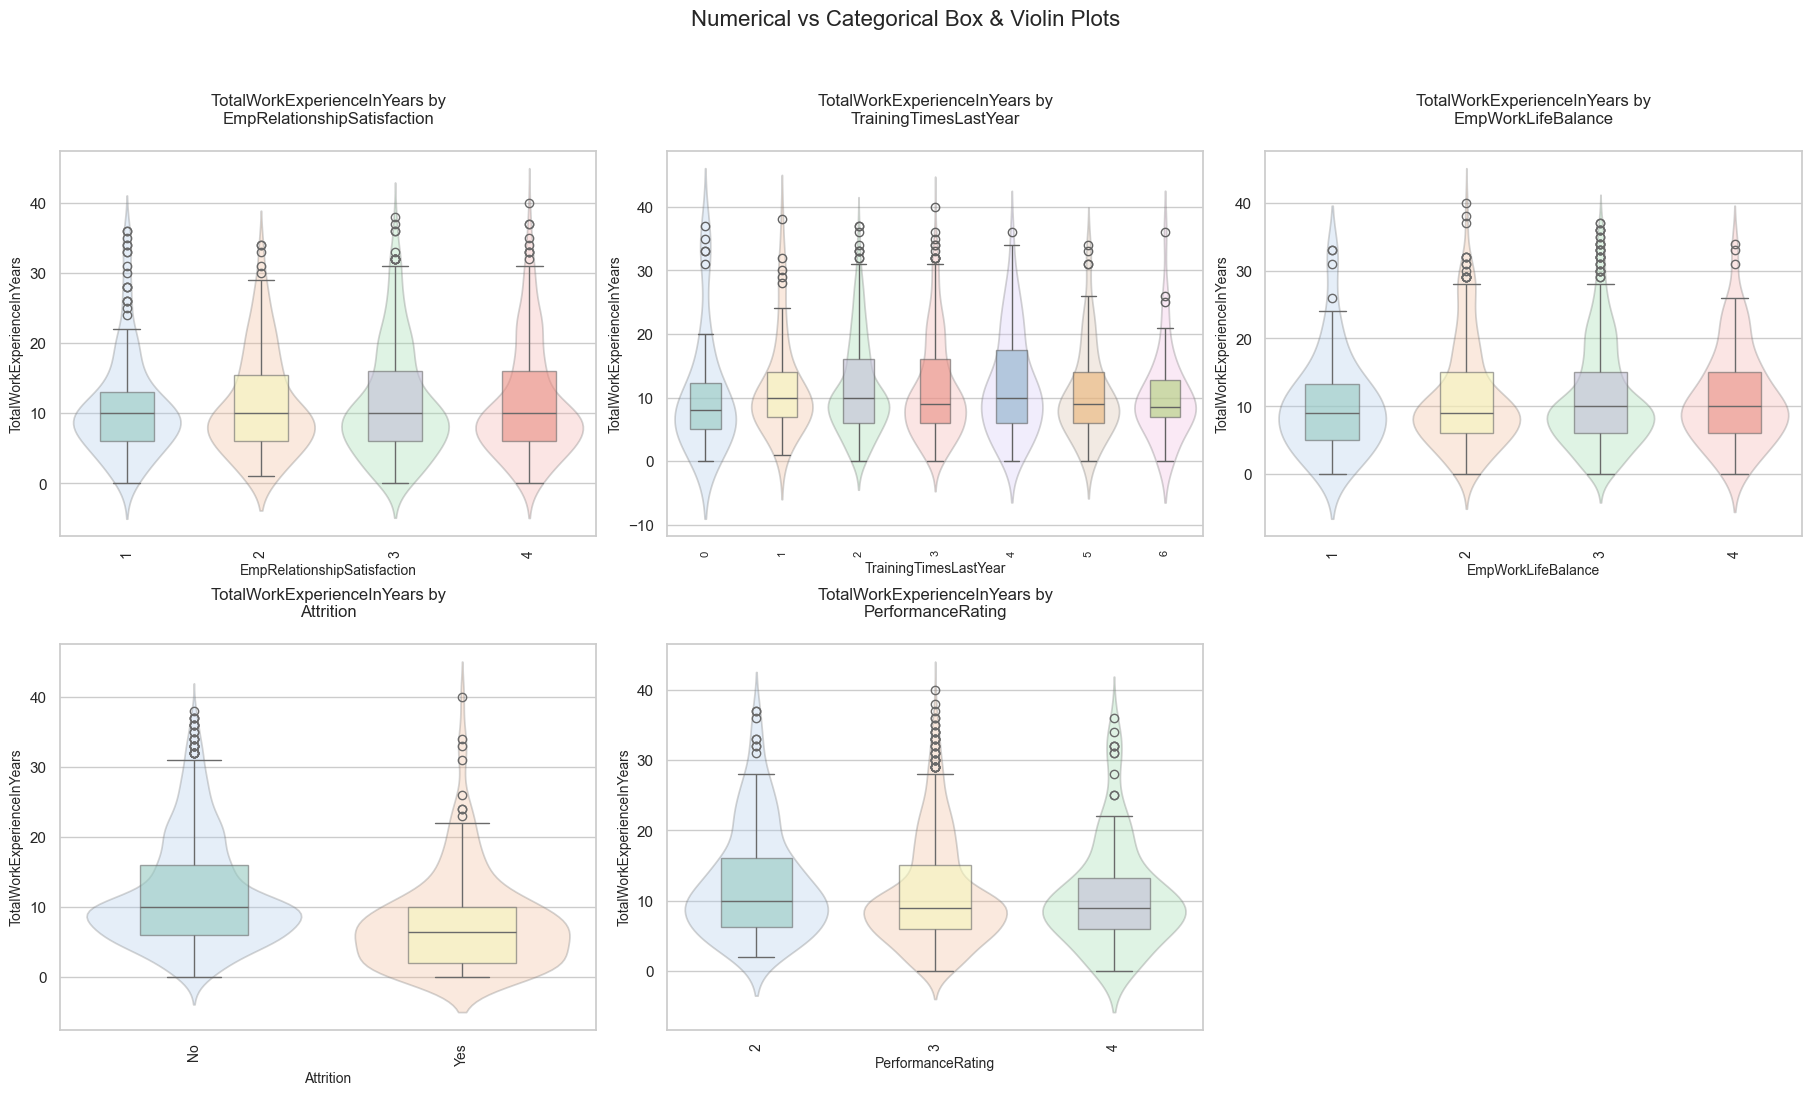 Numerical vs Categorical Box & Violin Plots
TotalWorkExperienceInYears by
EmpRelationshipSatisfaction
TotalWorkExperienceInYears
40
30
20
10
0
1
2
3
4
EmpRelationshipSatisfaction
TotalWorkExperienceInYears by
TrainingTimesLastYear
TotalWorkExperienceInYears
40
30
20
10
0
−10
0
1
2
3
4
5
6
TrainingTimesLastYear
TotalWorkExperienceInYears by
EmpWorkLifeBalance
TotalWorkExperienceInYears
40
30
20
10
0
1
2
3
4
EmpWorkLifeBalance
TotalWorkExperienceInYears by
Attrition
TotalWorkExperienceInYears
40
30
20
10
0
No
Yes
Attrition
TotalWorkExperienceInYears by
PerformanceRating
TotalWorkExperienceInYears
40
30
20
10
0
2
3
4
PerformanceRating